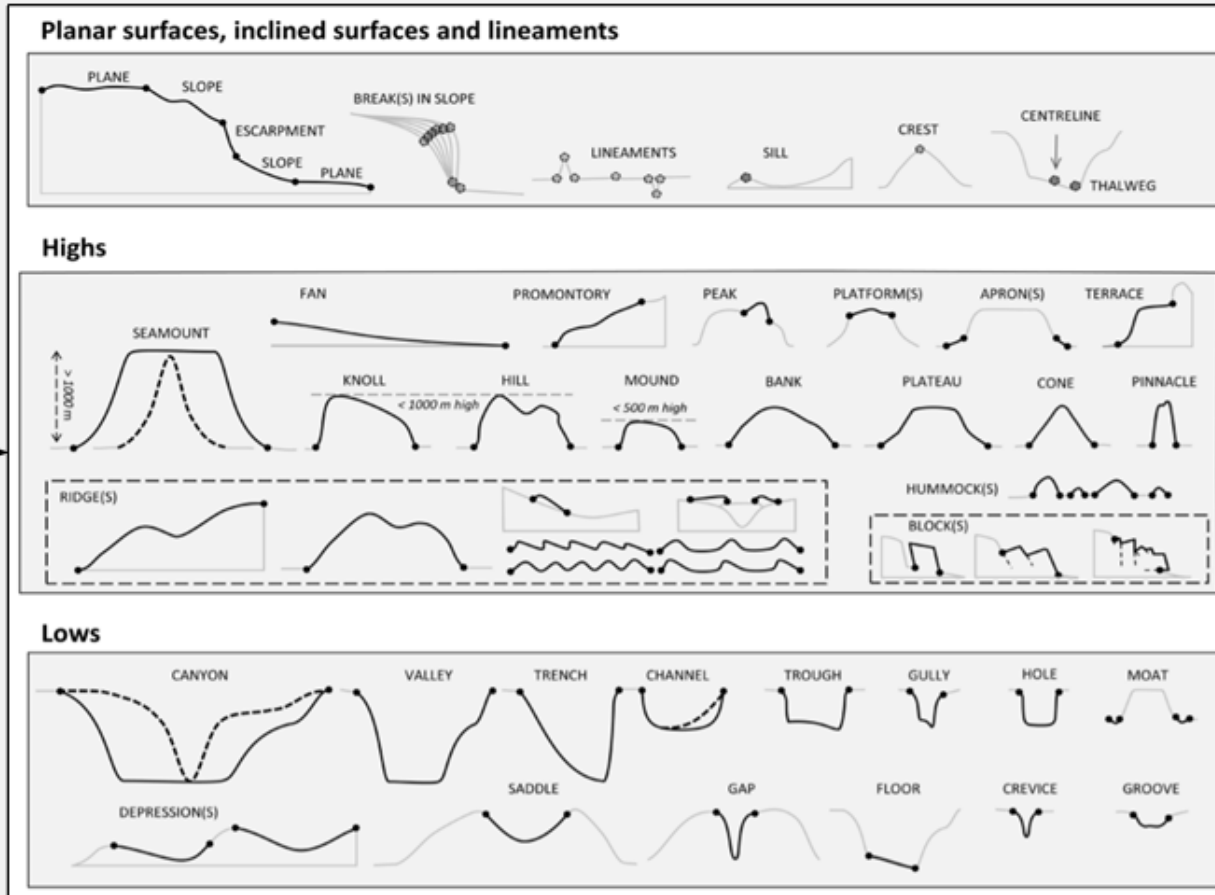 Planar surfaces, inclined surfaces and lineaments
PLANE
SLOPE
ESCARPMENT
SLOPE
PLANE
BREAK(S) IN SLOPE
LINEAMENTS
SILL
CREST
CENTRELINE
THALWEG
Highs
SEAMOUNT
> 1000 m
FAN
PROMONTORY
PEAK
PLATFORM(S)
APRON(S)
TERRACE
KNOLL
< 1000 m high
HILL
MOUND
< 500 m high
BANK
PLATEAU
CONE
PINNACLE
RIDGE(S)
HUMMOCK(S)
BLOCK(S)
Lows
CANYON
VALLEY
TRENCH
CHANNEL
TROUGH
GULLY
HOLE
MOAT
DEPRESSION(S)
SADDLE
GAP
FLOOR
CREVICE
GROOVE